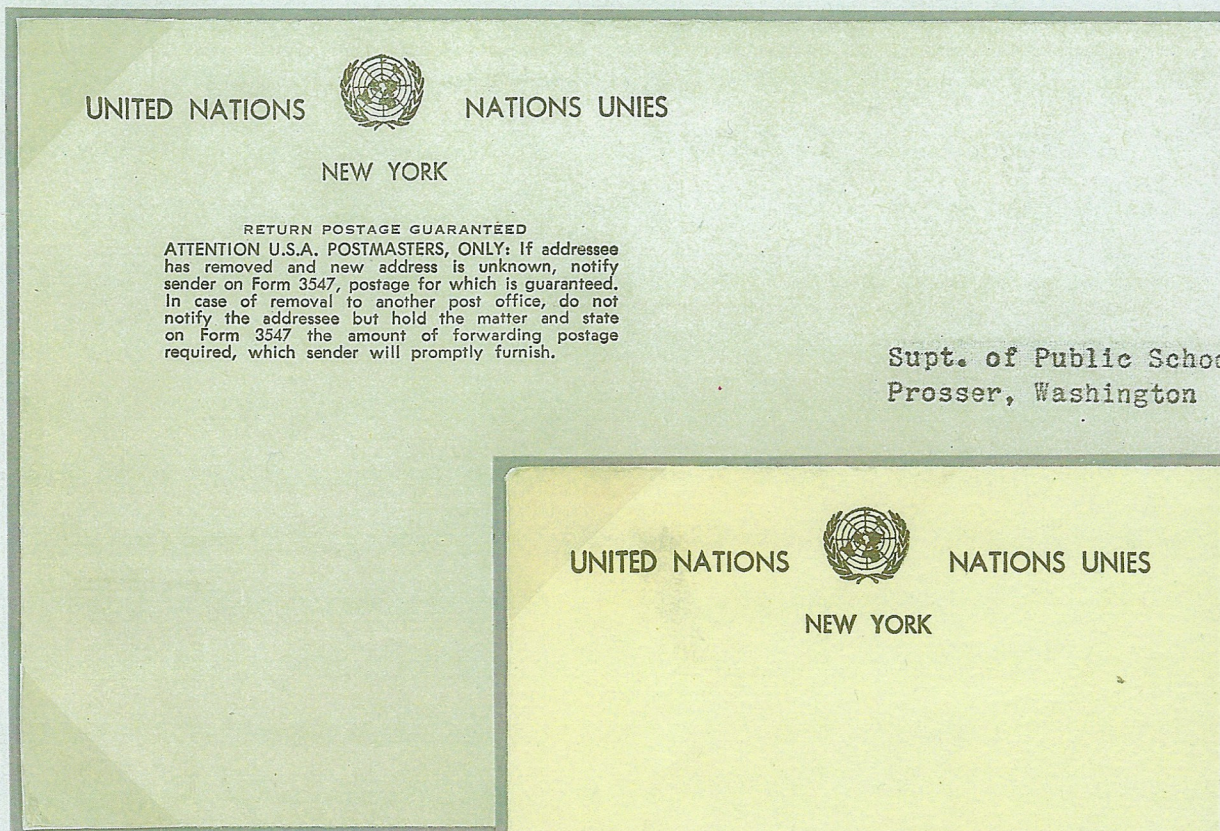 UNITED NATIONS NATIONS UNIES
NEW YORK
RETURN POSTAGE GUARANTEED
ATTENTION U.S.A. POSTMASTERS, ONLY: If addressee
has removed and new address is unknown, notify
sender on Form 3547, postage for which is guaranteed.
In case of removal to another post office, do not
notify the addressee but hold the matter and state
on Form 3547 the amount of forwarding postage
required, which sender will promptly furnish.
Supt. of Public
Prosser, Washington
UNITED NATIONS NATIONS UNIES
NEW YORK